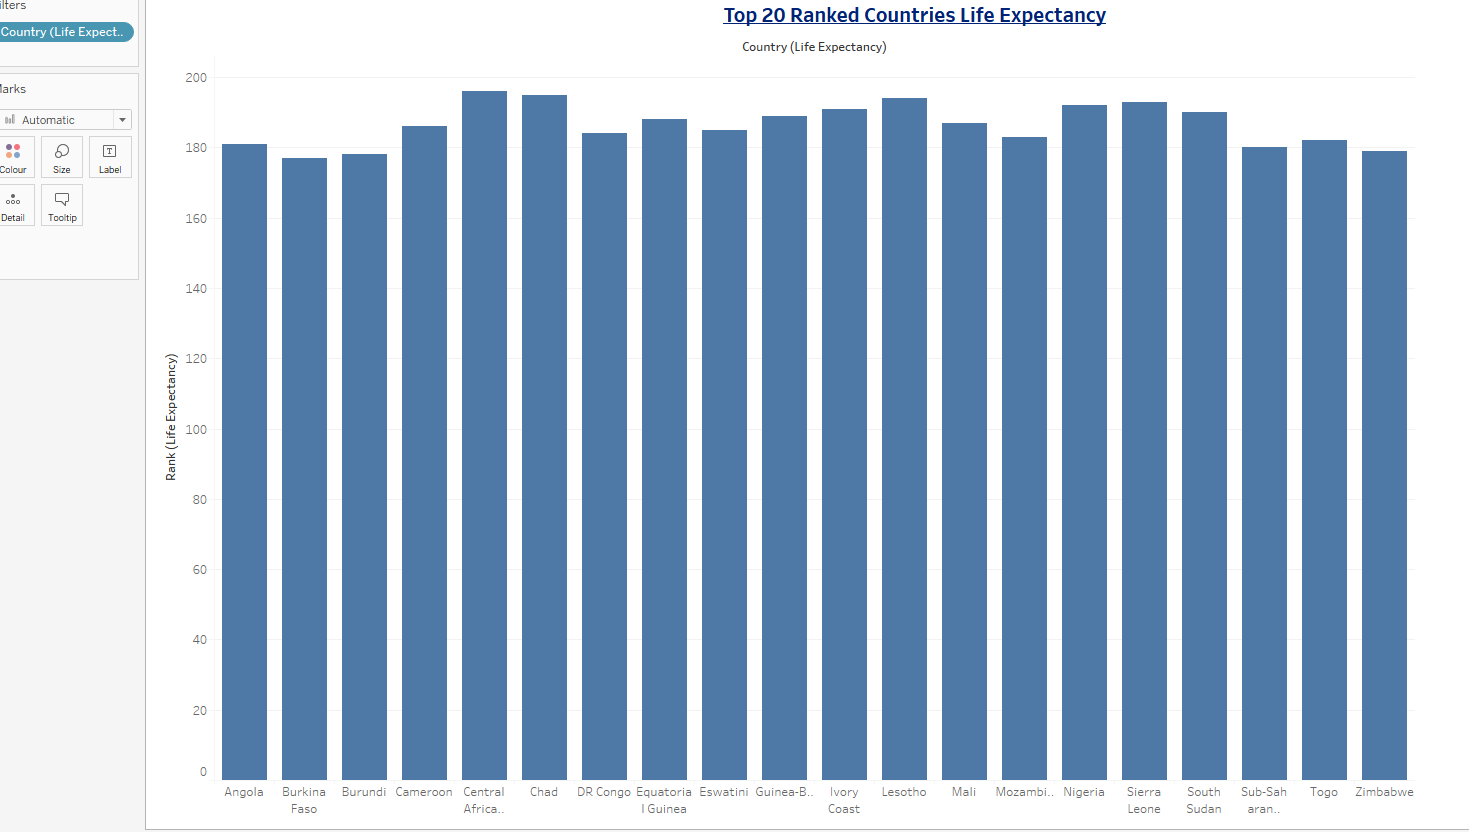 ilters
Country (Life Expect..
Marks
Automatic
Colour
Size
Label
Detail
Tooltip
Top 20 Ranked Countries Life Expectancy
Country (Life Expectancy)
Rank (Life Expectancy)
200
180
160
140
120
100
80
60
40
20
0
Angola
Burkina
Faso
Burundi
Cameroon
Central
Africa..
Chad
DR Congo
Equatoria
l Guinea
Eswatini
Guinea-B..
Ivory
Coast
Lesotho
Mali
Mozambi..
Nigeria
Sierra
Leone
South
Sudan
Sub-Sah
aran..
Togo
Zimbabwe